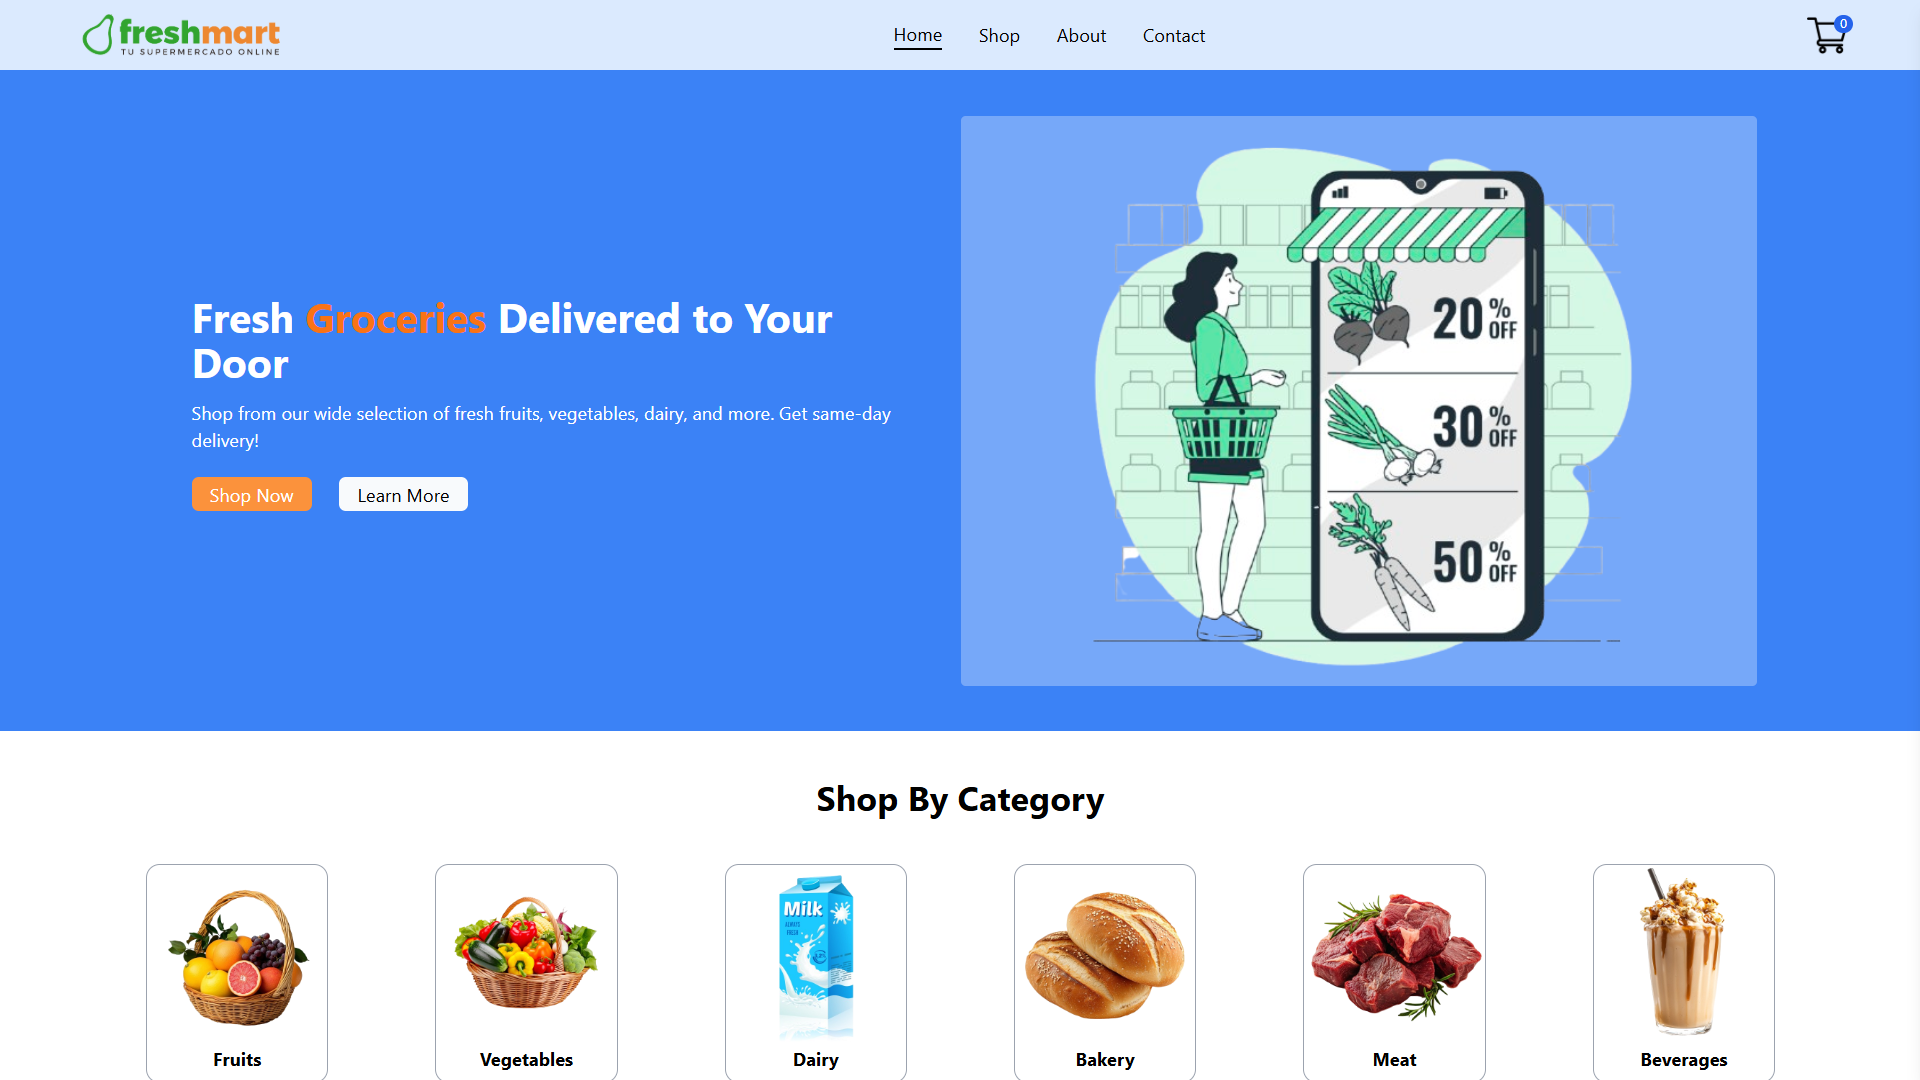 freshmart
TU SUPERMERCADO ONLINE
Home
Shop
About
Contact
0
Fresh Groceries Delivered to Your
Door
Shop from our wide selection of fresh fruits, vegetables, dairy, and more. Get same-day
delivery!
Shop Now
Learn More
20% OFF
30% OFF
50% OFF
Shop By Category
Milk
ALWAYS
FRESH
Fruits
Vegetables
Dairy
Bakery
Meat
Beverages